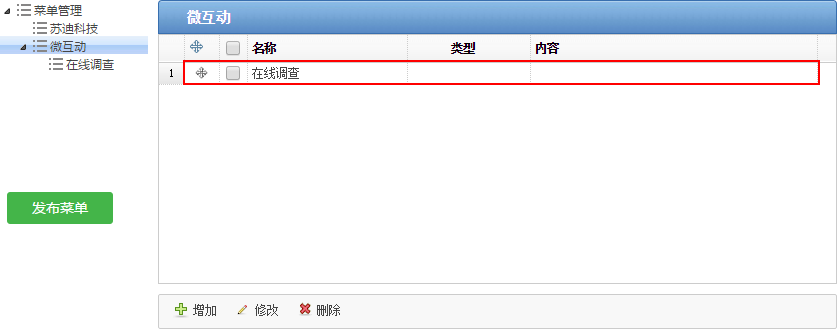 菜单管理
苏迪科技
微互动
在线调查
发布菜单
微互动
名称 类型 内容
1 在线调查
增加 修改 删除